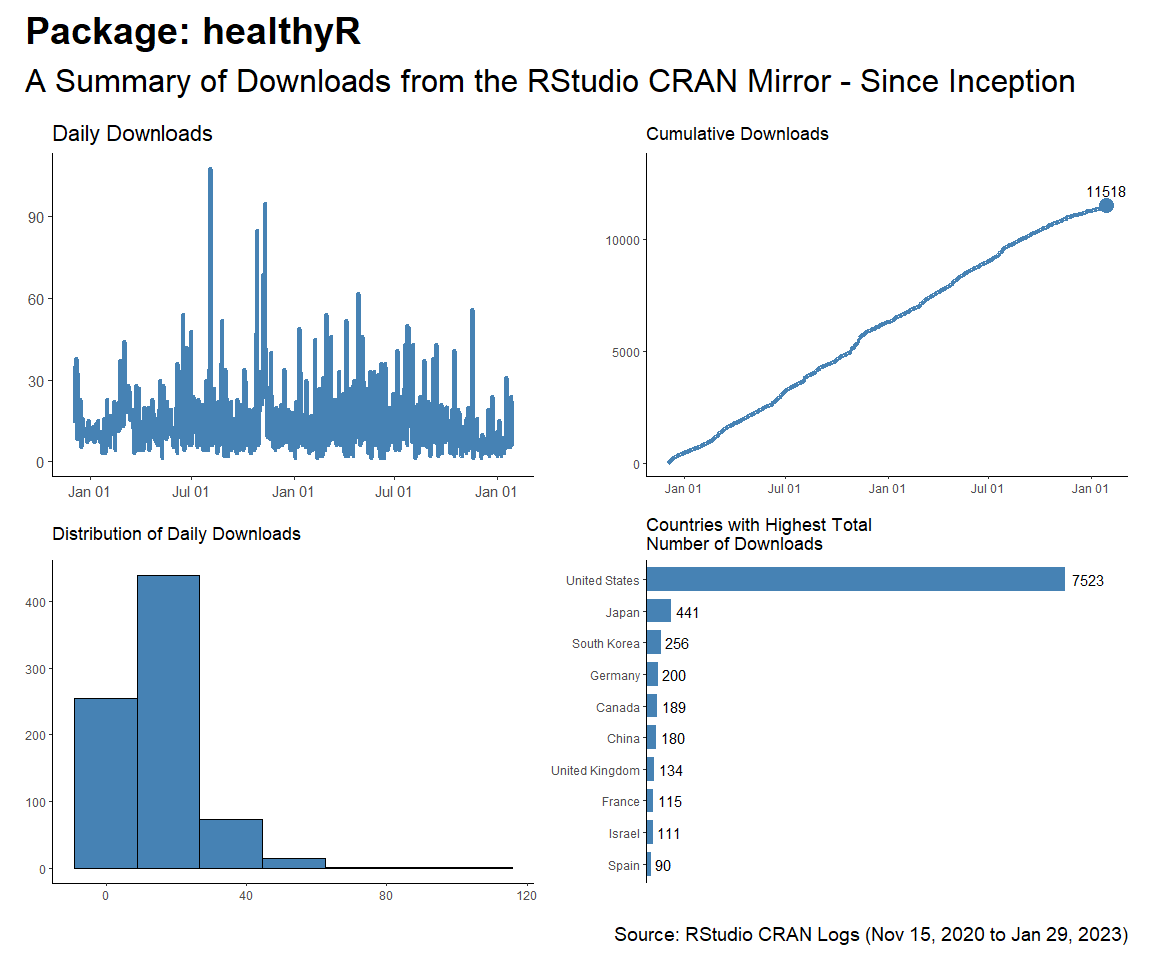 Package: healthyR
A Summary of Downloads from the RStudio CRAN Mirror - Since Inception
Daily Downloads
90
60
30
0
Jan 01 Jul 01 Jan 01 Jul 01 Jan 01
Cumulative Downloads
11518
10000
5000
0
Jan 01 Jul 01 Jan 01 Jul 01 Jan 01
Distribution of Daily Downloads
400
300
200
100
0
0 40 80 120
Countries with Highest Total
Number of Downloads
United States 7523
Japan 441
South Korea 256
Germany 200
Canada 189
China 180
United Kingdom 134
France 115
Israel 111
Spain 90
Source: RStudio CRAN Logs (Nov 15, 2020 to Jan 29, 2023)